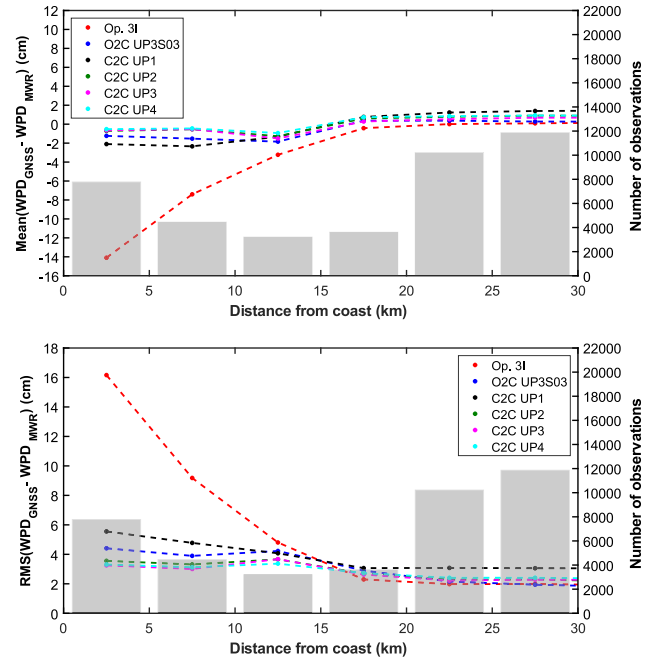 12
10
8
6
4
2
0
-2
-4
-6
-8
-10
-12
-14
-16
Mean(WPD_GNSS- WPD_MWR) (cm)
Op. 3I
O2C UP3S03
C2C UP1
C2C UP2
C2C UP3
C2C UP4
22000
20000
18000
16000
14000
12000
10000
8000
6000
4000
2000
0
Number of observations
0 5 10 15 20 25 30
Distance from coast (km)
18
16
14
12
10
8
6
4
2
0
RMS(WPD_GNSS- WPD_MWR) (cm)
Op. 3I
O2C UP3S03
C2C UP1
C2C UP2
C2C UP3
C2C UP4
22000
20000
18000
16000
14000
12000
10000
8000
6000
4000
2000
0
Number of observations
0 5 10 15 20 25 30
Distance from coast (km)